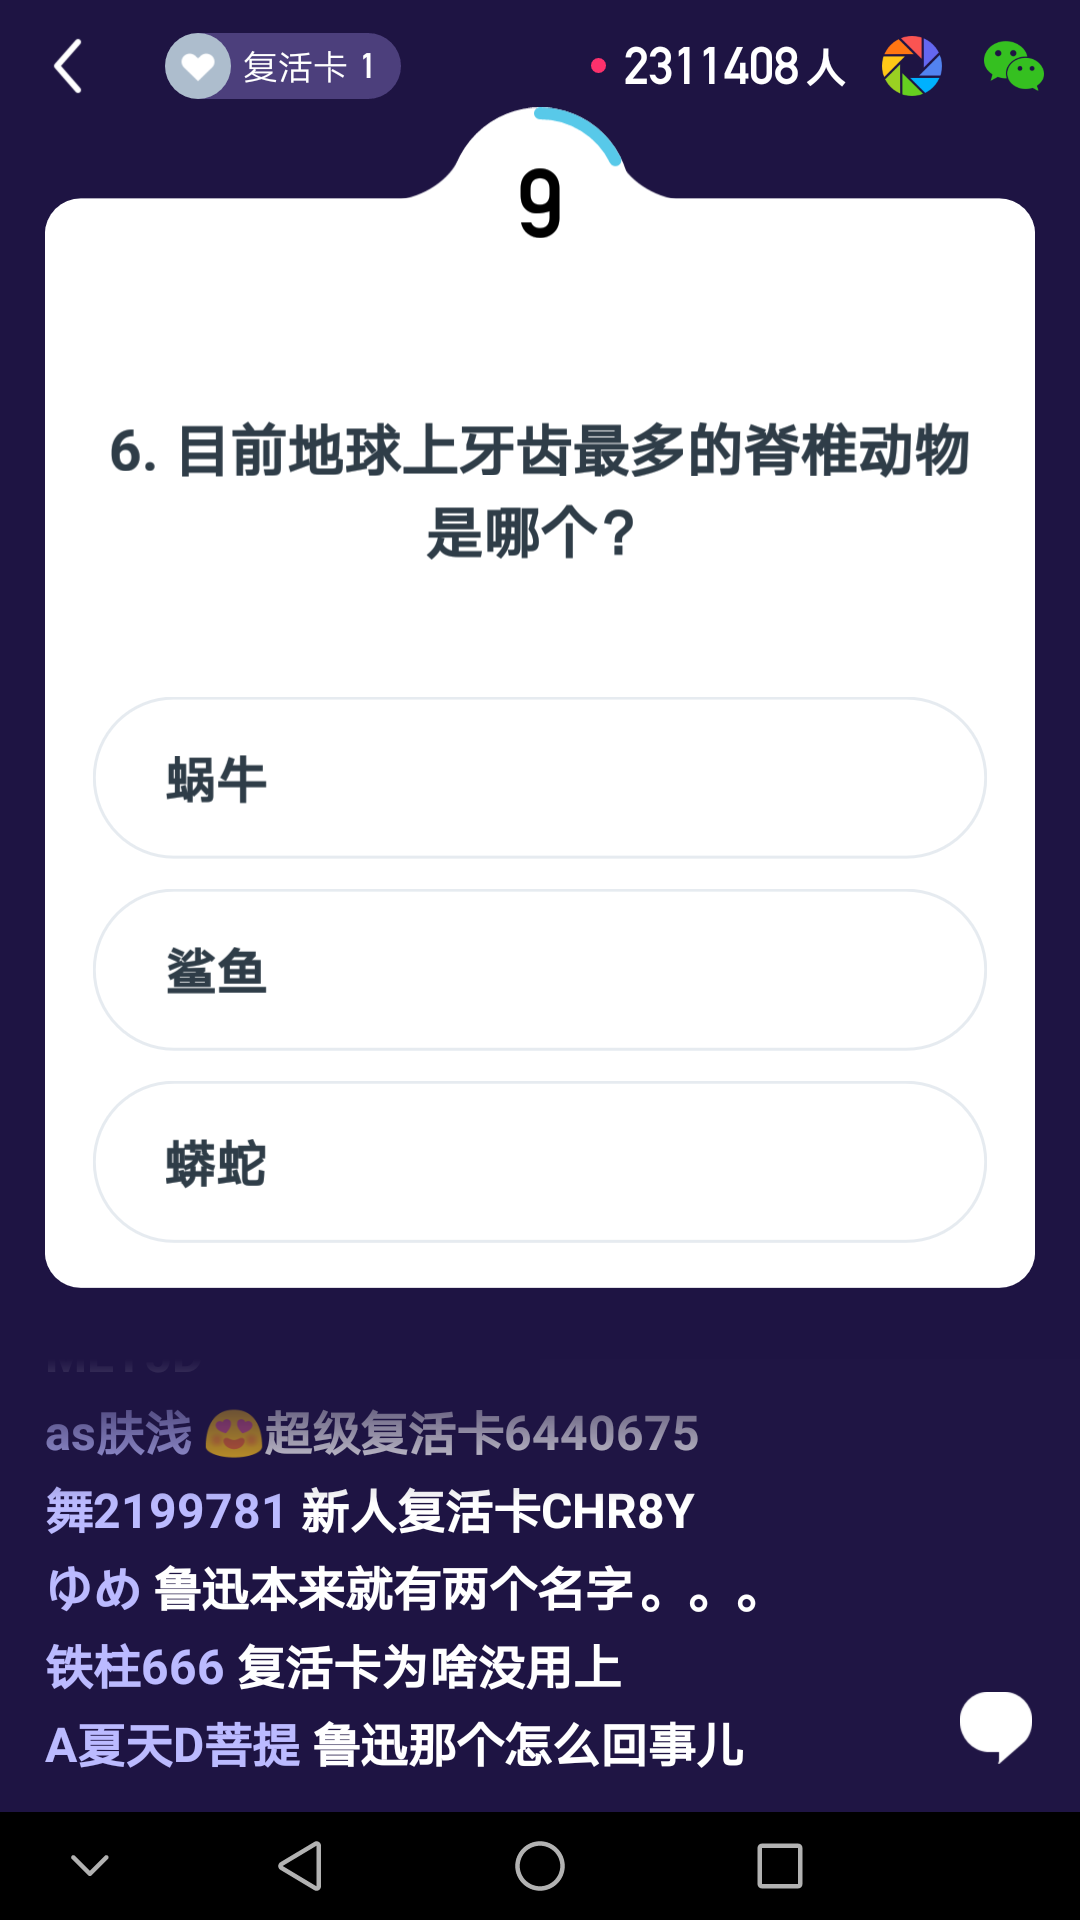 复活卡 1
2311408人
9
6. 目前地球上牙齿最多的脊椎动物
是哪个？
蜗牛
鲨鱼
蟒蛇
as肤浅 😍超级复活卡6440675
舞2199781 新人复活卡CHR8Y
ゆめ 鲁迅本来就有两个名字。。。
铁柱666 复活卡为啥没用上
A夏天D菩提 鲁迅那个怎么回事儿